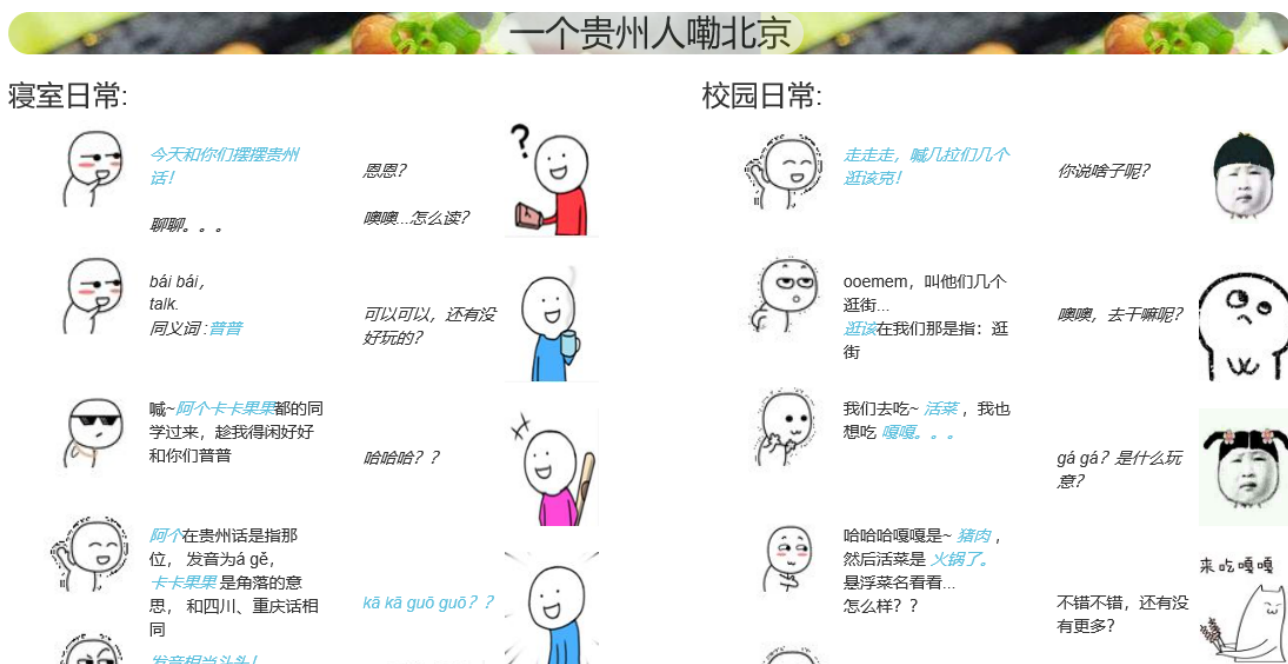 一个贵州人嘞北京
寝室日常:
今天和你们摆摆贵州
话！
聊聊。。。
恩恩？
噢噢...怎么读？
bái bái，
talk.
同义词 :普普
可以可以，还有没
好玩的？
喊~阿个卡卡果果都的同
学过来，趁我得闲好好
和你们普普
哈哈哈？？
阿个在贵州话是指那
位， 发音为á gě，
卡卡果果 是角落的意
思， 和四川、重庆话相
同
kā kā guō guō？？
发音相当斗头！
校园日常:
走走走，喊几拉们几个
逛该克！
你说啥子呢？
ooemem，叫他们几个
逛街...
逛该在我们那是指：逛
街
噢噢，去干嘛呢？
我们去吃~ 活菜 ，我也
想吃 嘎嘎。。。
gá gá？是什么玩
意？
哈哈哈嘎嘎是~ 猪肉 ，
然后活菜是 火锅了。
悬浮菜名看看...
怎么样？？
来吃嘎嘎
不错不错，还有没
有更多？